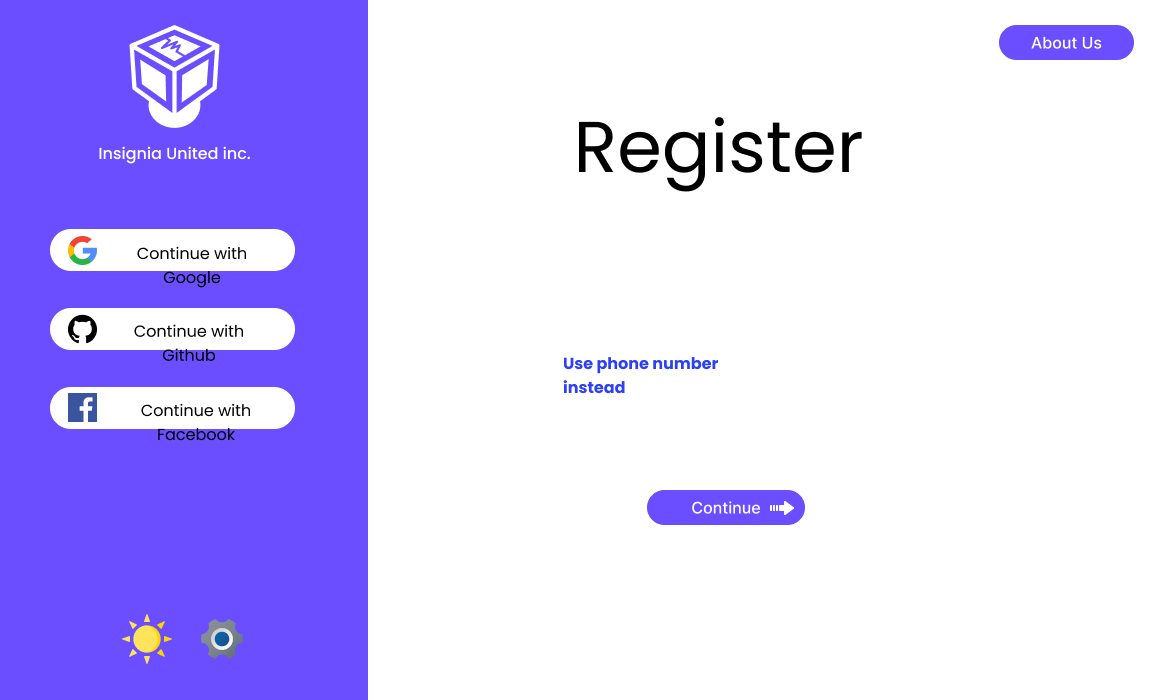 Insignia United inc.
Continue with
Google
Continue with
Github
Continue with
Facebook
About Us
Register
Use phone number
instead
Continue